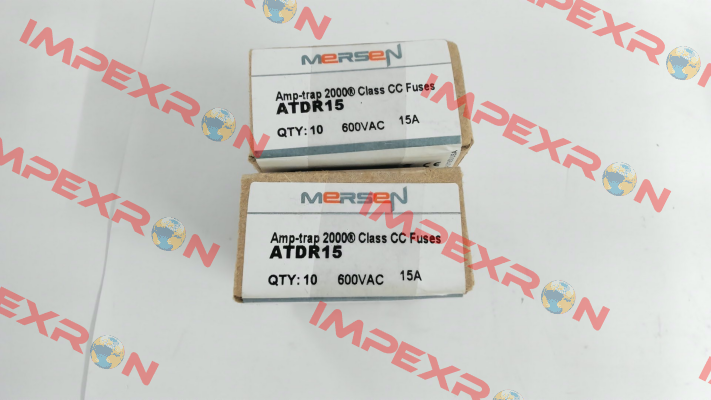 MERSEN
Amp-trap 2000® Class CC Fuses
ATDR15
QTY: 10 600VAC 15A
MERSEN
Amp-trap 2000® Class CC Fuses
ATDR15
QTY: 10 600VAC 15A
IMPEXRON
IMPEXRON
IMPEXRON
IMPEXRON
IMPEXRON
IMPEXRON